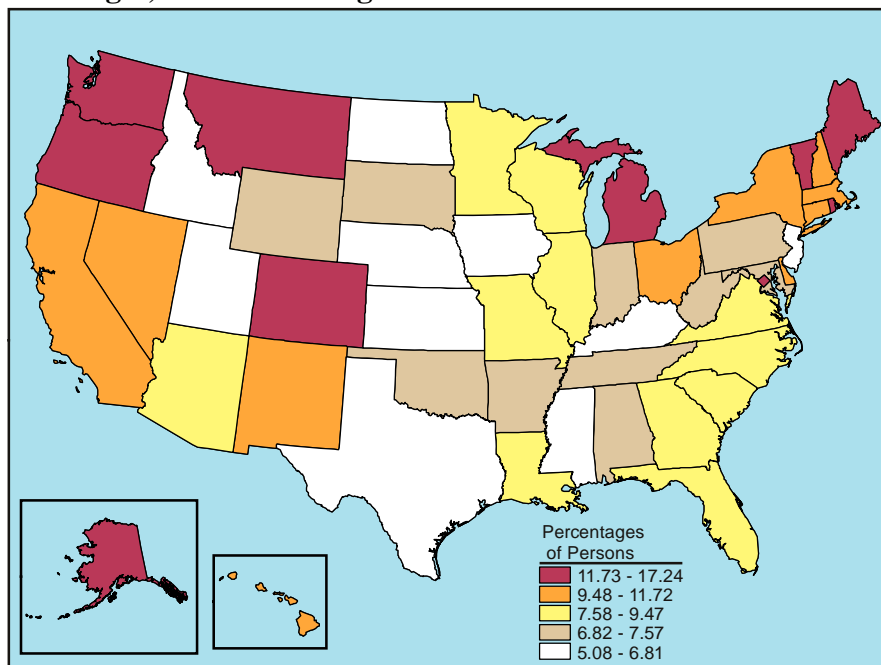 Percentages
of Persons
11.73 - 17.24
9.48 - 11.72
7.58 - 9.47
6.82 - 7.57
5.08 - 6.81